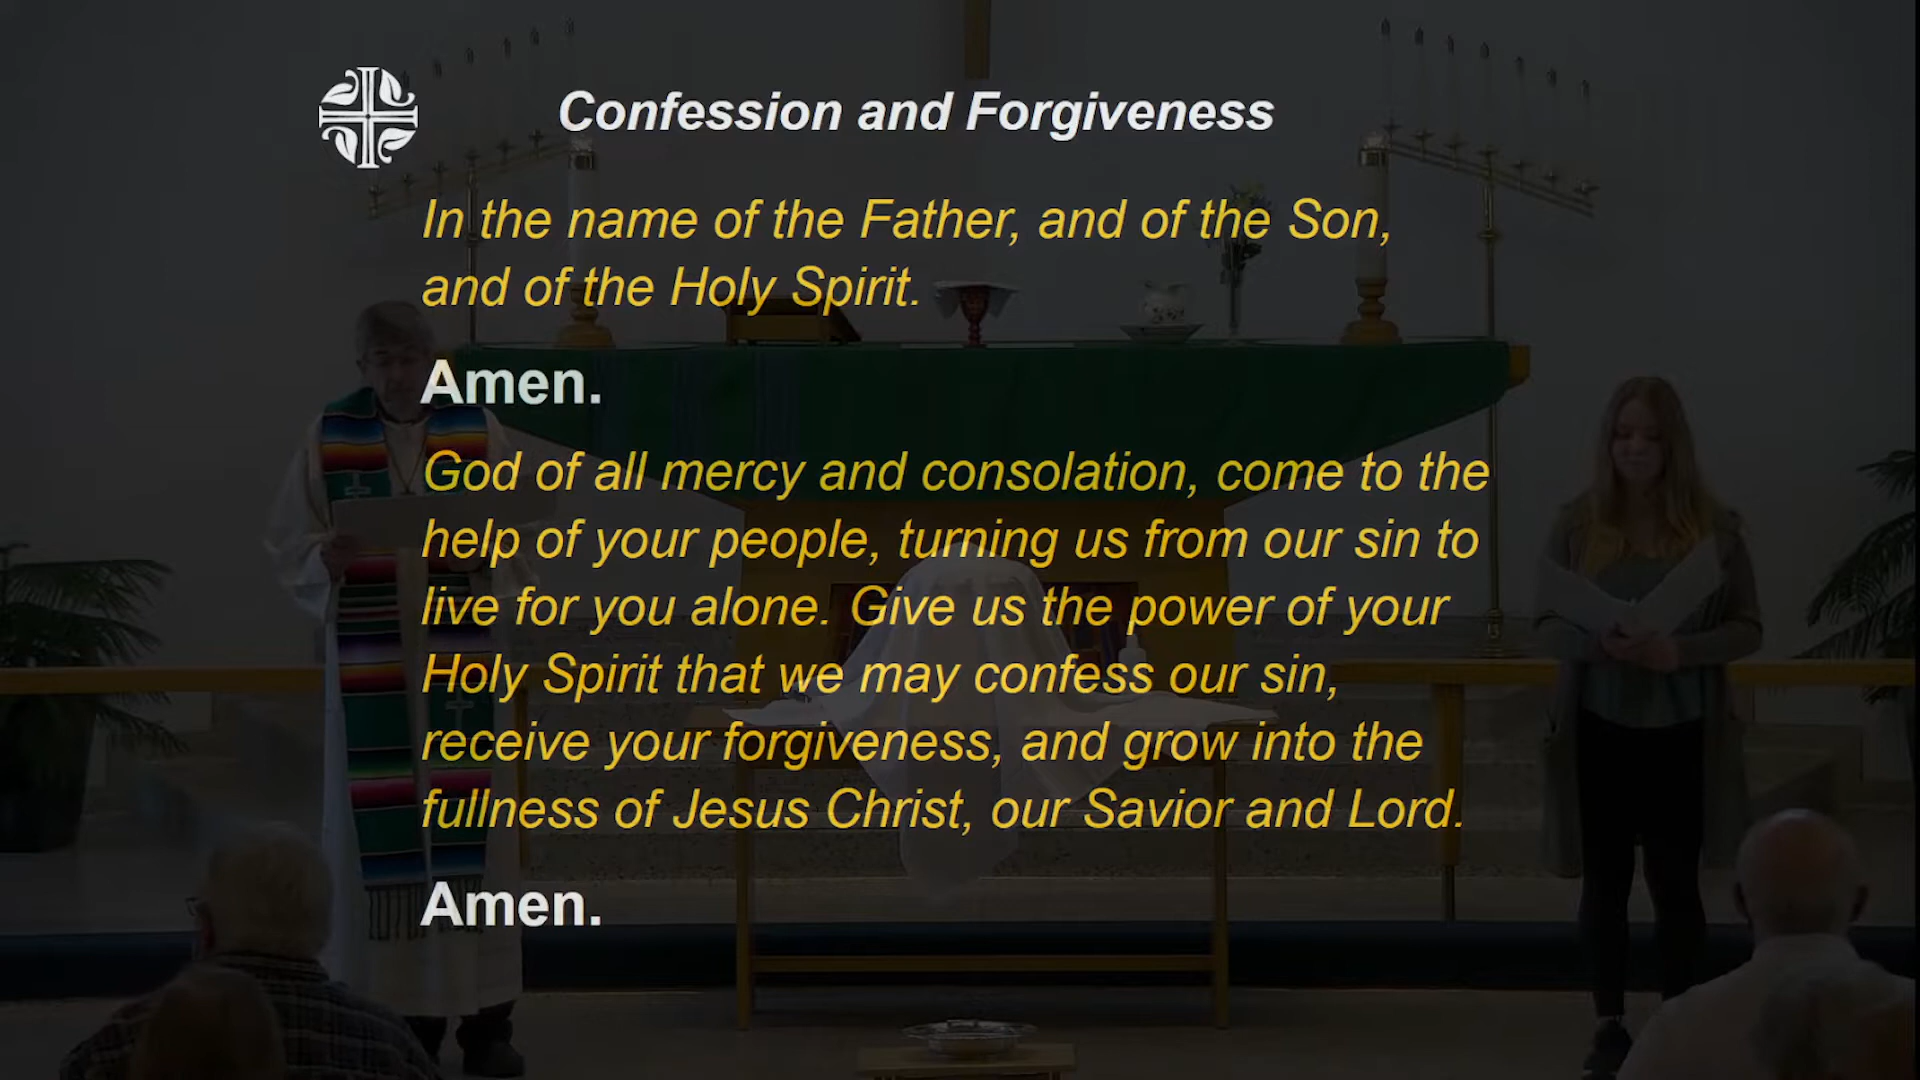 Confession and Forgiveness
In the name of the Father, and of the Son,
and of the Holy Spirit.
Amen.
God of all mercy and consolation, come to the
help of your people, turning us from our sin to
live for you alone. Give us the power of your
Holy Spirit that we may confess our sin,
receive your forgiveness, and grow into the
fullness of Jesus Christ, our Savior and Lord.
Amen.